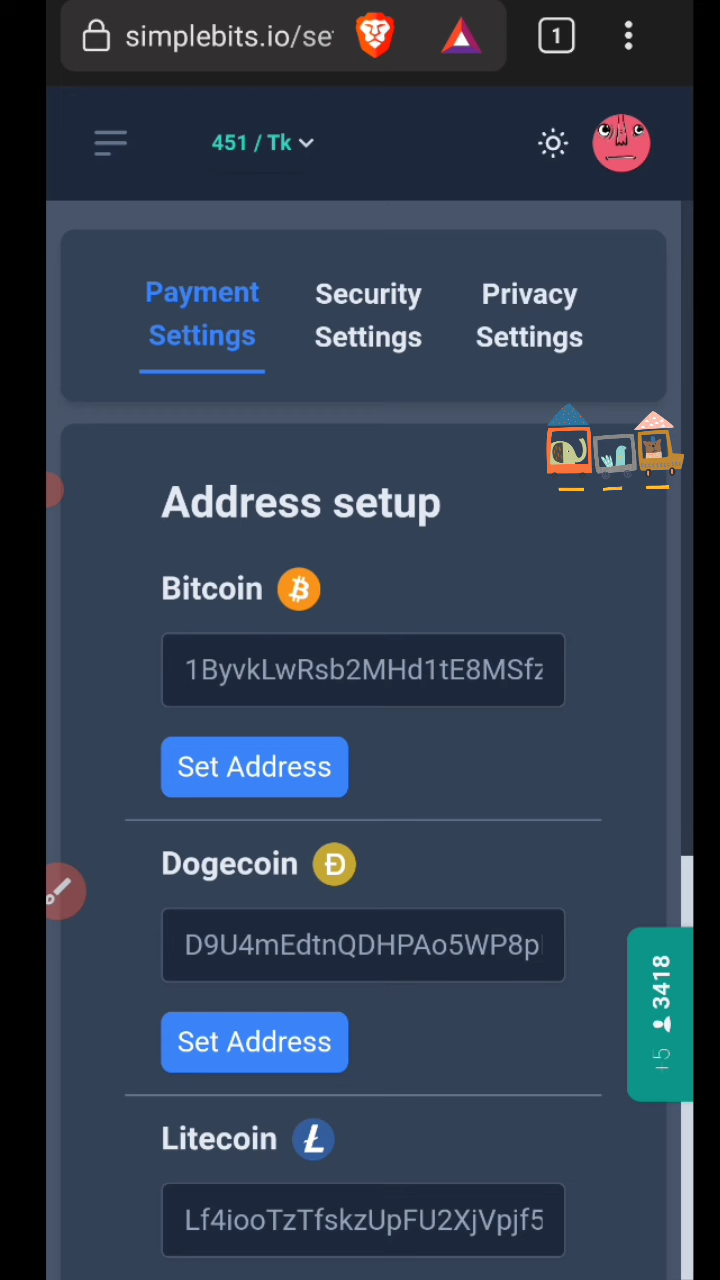 simplebits.io/se
1
451 / Tk
Payment
Settings
Security
Settings
Privacy
Settings
Address setup
Bitcoin
1ByvkLwRsb2MHd1tE8MSfz
Set Address
Dogecoin
D9U4mEdtnQDHPAo5WP8p
Set Address
+5 3418
Litecoin
Lf4iooTzTfskzUpFU2XjVpjf5